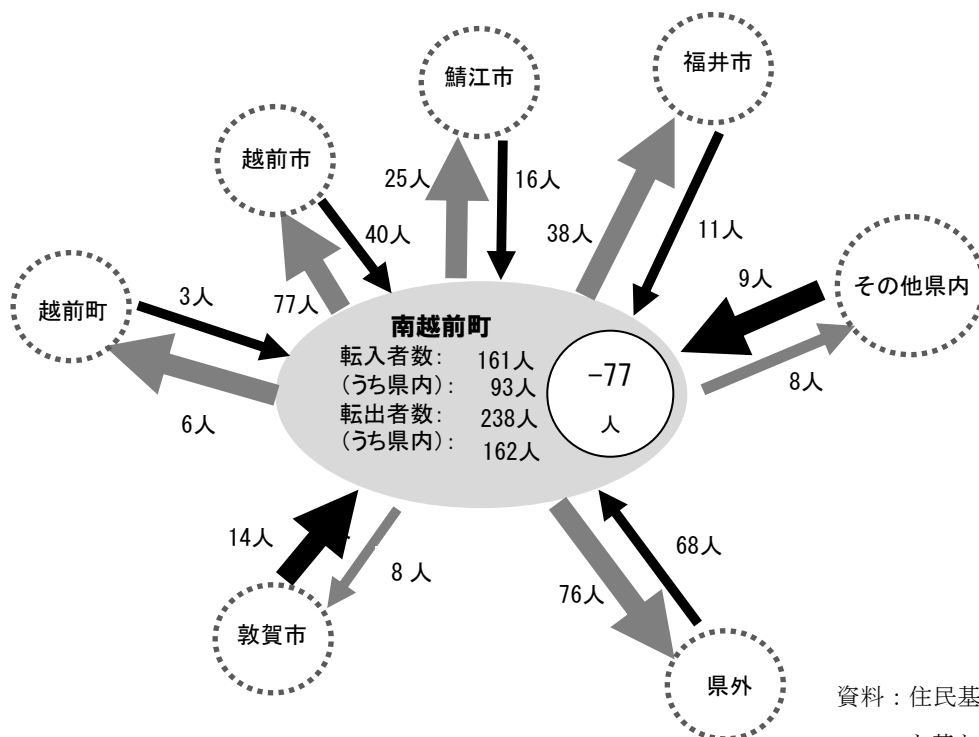 鯖江市
福井市
越前市
25人
16人
38人
11人
40人
77人
越前町
3人
6人
その他県内
9人
8人
南越前町
転入者数: 161人
(うち県内): 93人
転出者数: 238人
(うち県内): 162人
−77
人
14人
8 人
敦賀市
68人
76人
県外
資料：住民基